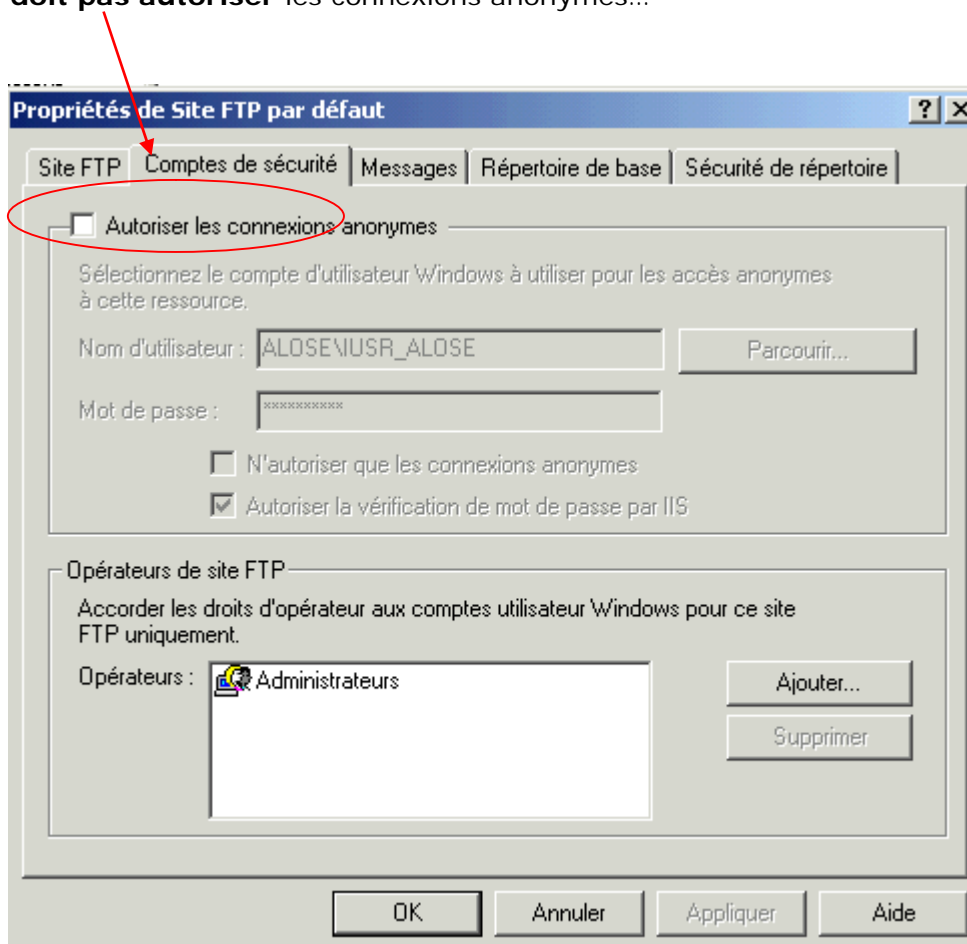 doit pas autoriser les connexions anonymes...
Propriétés de Site FTP par défaut
Site FTP Comptes de sécurité Messages Répertoire de base Sécurité de répertoire
Autoriser les connexions anonymes
Sélectionnez le compte d'utilisateur Windows à utiliser pour les accès anonymes
à cette ressource.
Nom d'utilisateur : ALOSE\IUSR_ALOSE Parcourir...
Mot de passe : **********
N'autoriser que les connexions anonymes
Autoriser la vérification de mot de passe par IIS
Opérateurs de site FTP
Accorder les droits d'opérateur aux comptes utilisateur Windows pour ce site
FTP uniquement.
Opérateurs : Administrateurs Ajouter...
Supprimer
OK Annuler Appliquer Aide